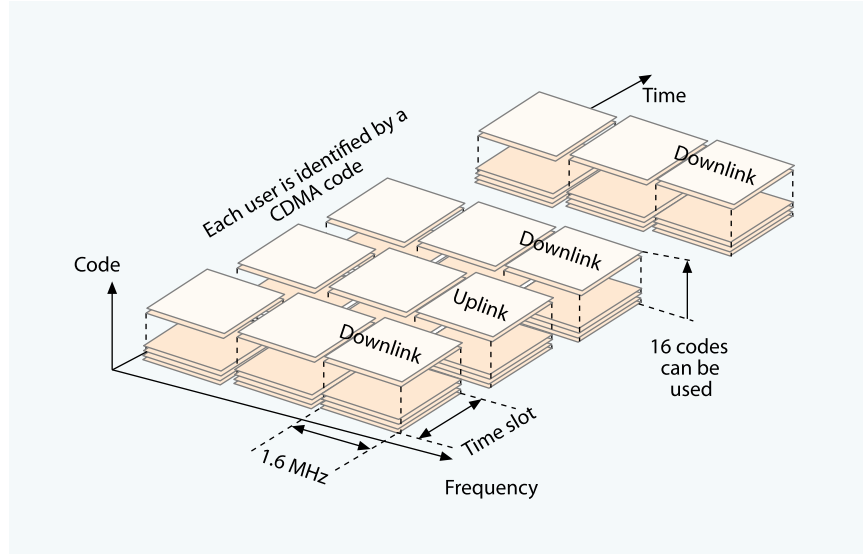 Time
Downlink
Each user is identified by a
CDMA code
Downlink
Code
Uplink
Downlink
16 codes
can be
used
Time slot
1.6 MHz
Frequency